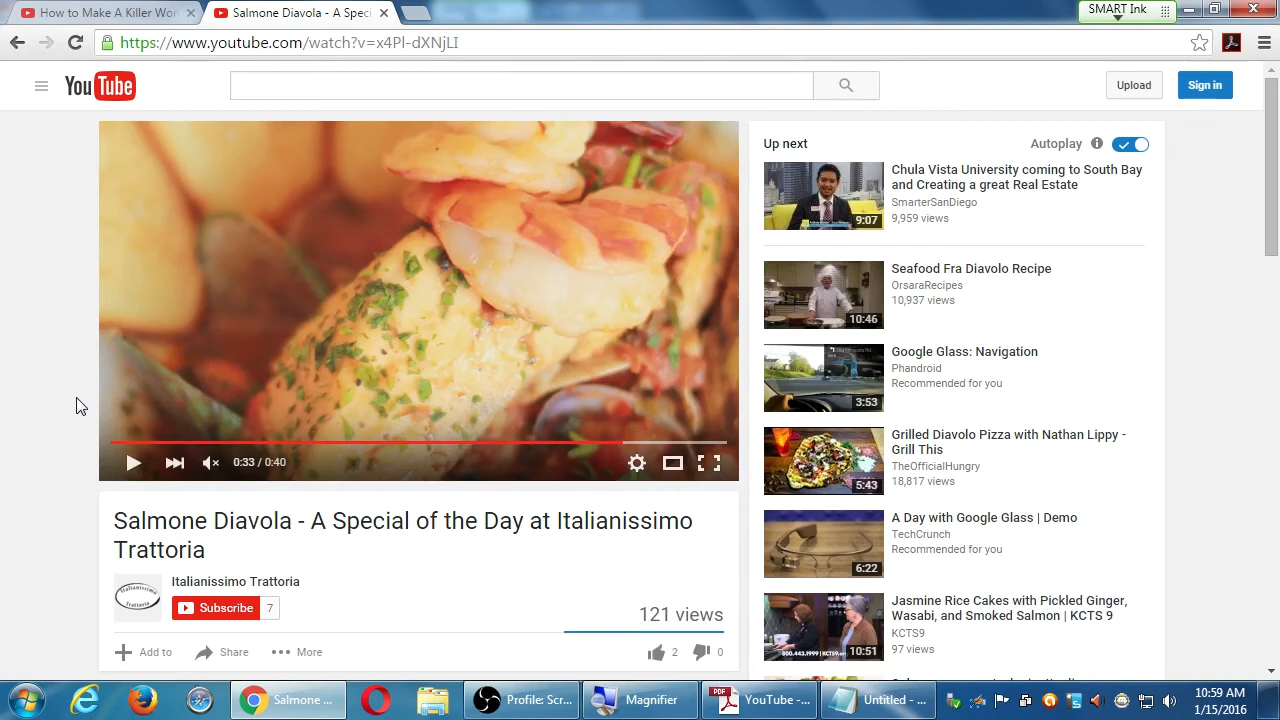 How to Make A Killer Wor
Salmone Diavola - A Speci
SMART Ink
https://www.youtube.com/watch?v=x4Pl-dXNjLI
YouTube
Upload
Sign in
Up next
Autoplay
Chula Vista University coming to South Bay
and Creating a great Real Estate
SmarterSanDiego
9,959 views
9:07
Seafood Fra Diavolo Recipe
OrsaraRecipes
10,937 views
10:46
Google Glass: Navigation
Phandroid
Recommended for you
3:53
Grilled Diavolo Pizza with Nathan Lippy -
Grill This
TheOfficialHungry
18,817 views
5:43
A Day with Google Glass | Demo
TechCrunch
Recommended for you
6:22
Jasmine Rice Cakes with Pickled Ginger,
Wasabi, and Smoked Salmon | KCTS 9
KCTS9
97 views
10:51
0:33 / 0:40
Salmone Diavola - A Special of the Day at Italianissimo
Trattoria
Italianissimo
Trattoria
Italianissimo Trattoria
Subscribe 7
121 views
Add to Share More 2 0
Salmone ...
Profile: Scr...
Magnifier
PDF
YouTube -...
Untitled - ...
10:59 AM
1/15/2016